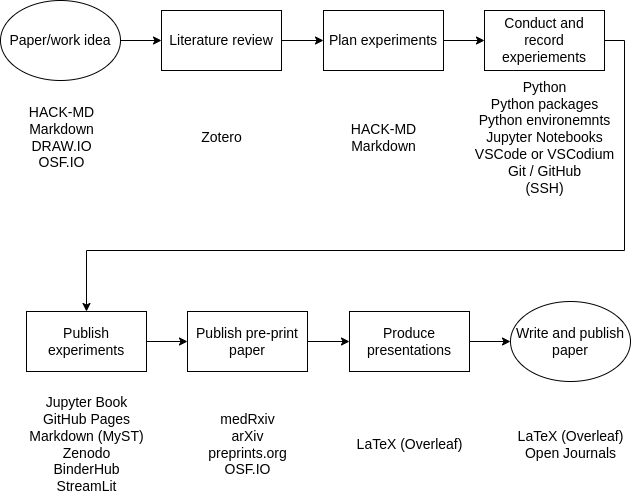 Paper/work idea
Literature review
Plan experiments
Conduct and
record
experiements
HACK-MD
Markdown
DRAW.IO
OSF.IO
Zotero
HACK-MD
Markdown
Python
Python packages
Python environemnts
Jupyter Notebooks
VSCode or VSCodium
Git / GitHub
(SSH)
Publish
experiments
Publish pre-print
paper
Produce
presentations
Write and publish
paper
Jupyter Book
GitHub Pages
Markdown (MyST)
Zenodo
BinderHub
StreamLit
medRxiv
arXiv
preprints.org
OSF.IO
LaTeX (Overleaf)
LaTeX (Overleaf)
Open Journals